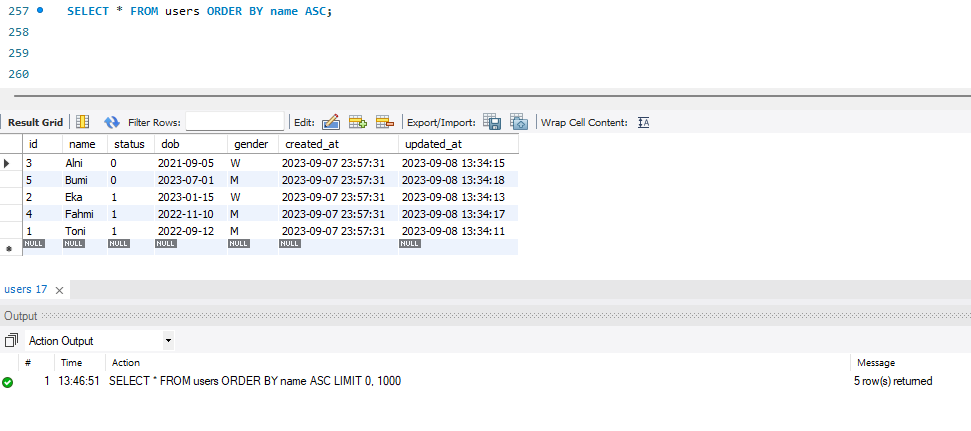 257 SELECT * FROM users ORDER BY name ASC;
258
259
260
Result Grid Filter Rows: Edit: Export/Import: Wrap Cell Content: IA
id name status dob gender created_at updated_at
3 Alni 0 2021-09-05 W 2023-09-07 23:57:31 2023-09-08 13:34:15
5 Bumi 0 2023-07-01 M 2023-09-07 23:57:31 2023-09-08 13:34:18
2 Eka 1 2023-01-15 W 2023-09-07 23:57:31 2023-09-08 13:34:13
4 Fahmi 1 2022-11-10 M 2023-09-07 23:57:31 2023-09-08 13:34:17
1 Toni 1 2022-09-12 M 2023-09-07 23:57:31 2023-09-08 13:34:11
NULL NULL NULL NULL NULL NULL NULL
users 17
Output
Action Output
# Time Action Message
1 13:46:51 SELECT * FROM users ORDER BY name ASC LIMIT 0, 1000 5 row(s) returned